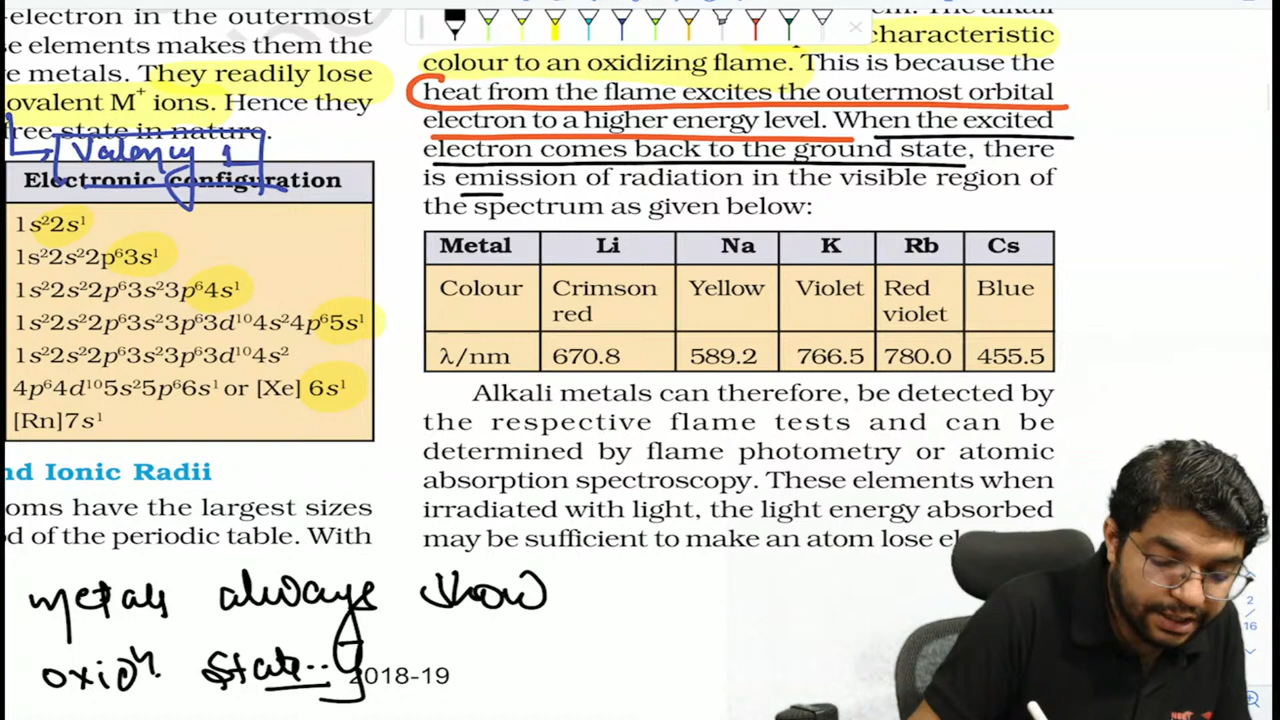 -electron in the outermost
se elements makes them the
e metals. They readily lose
ovalent M⁺ ions. Hence they
free state in nature.
Valency 1
Electronic configuration
1s²2s¹
1s²2s²2p⁶3s¹
1s²2s²2p⁶3s²3p⁶4s¹
1s²2s²2p⁶3s²3p⁶3d¹⁰4s²4p⁶5s¹
1s²2s²2p⁶3s²3p⁶3d¹⁰4s²
4p⁶4d¹⁰5s²5p⁶6s¹ or [Xe] 6s¹
[Rn]7s¹
nd Ionic Radii
oms have the largest sizes
od of the periodic table. With
characteristic
colour to an oxidizing flame. This is because the
heat from the flame excites the outermost orbital
electron to a higher energy level. When the excited
electron comes back to the ground state, there
is emission of radiation in the visible region of
the spectrum as given below:
Metal Li Na K Rb Cs
Colour Crimson red Yellow Violet Red violet Blue
λ/nm 670.8 589.2 766.5 780.0 455.5
Alkali metals can therefore, be detected by
the respective flame tests and can be
determined by flame photometry or atomic
absorption spectroscopy. These elements when
irradiated with light, the light energy absorbed
may be sufficient to make an atom lose el
metals always show
oxidⁿ. State..
2018-19
2
/
16